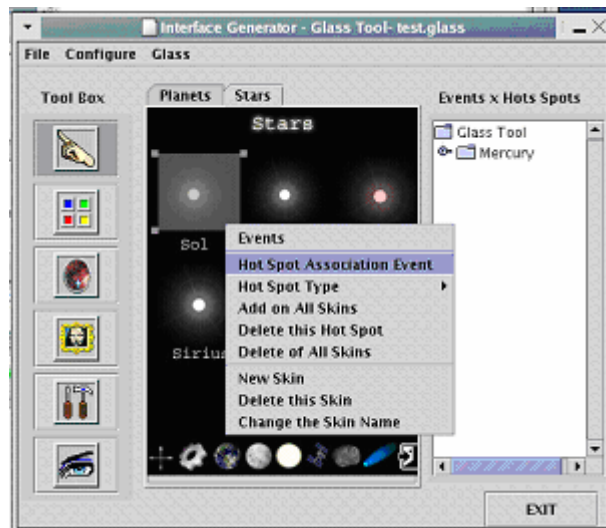 Interface Generator - Glass Tool- test.glass
File Configure Glass
Tool Box
Planets Stars
Events x Hots Spots
Stars
Glass Tool
Mercury
Sol
Sirius
Events
Hot Spot Association Event
Hot Spot Type
Add on All Skins
Delete this Hot Spot
Delete of All Skins
New Skin
Delete this Skin
Change the Skin Name
EXIT